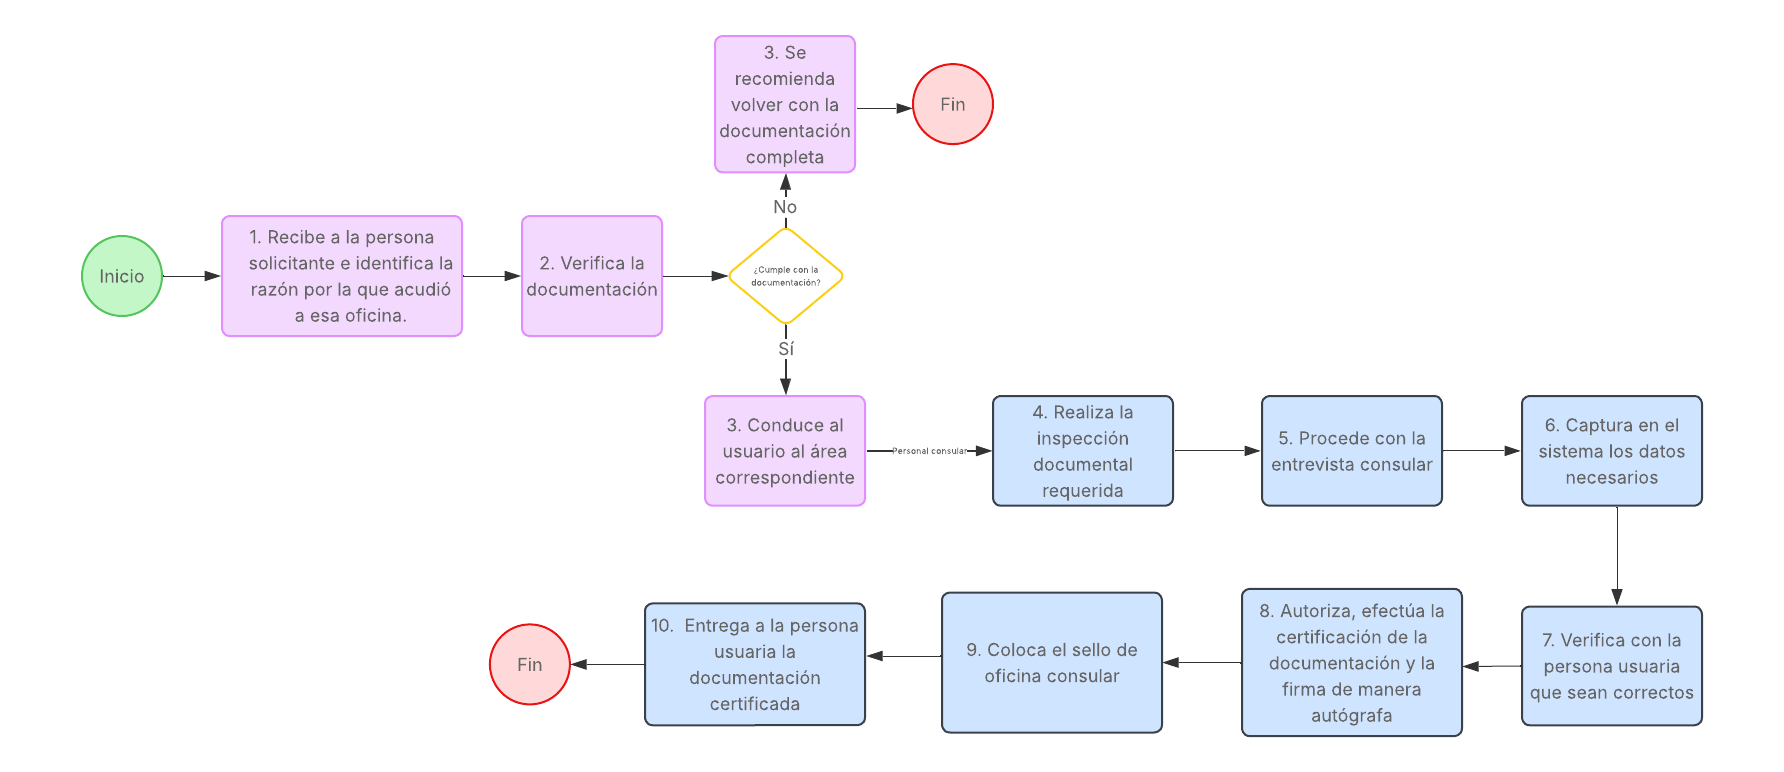 3. Se
recomienda
volver con la
documentación
completa
Fin
No
Inicio
1. Recibe a la persona
solicitante e identifica la
razón por la que acudió
a esa oficina.
2. Verifica la
documentación
¿Cumple con la
documentación?
Sí
3. Conduce al
usuario al área
correspondiente
Personal consular
4. Realiza la
inspección
documental
requerida
5. Procede con la
entrevista consular
6. Captura en el
sistema los datos
necesarios
7. Verifica con la
persona usuaria
que sean correctos
8. Autoriza, efectúa la
certificación de la
documentación y la
firma de manera
autógrafa
9. Coloca el sello de
oficina consular
10. Entrega a la persona
usuaria la
documentación
certificada
Fin